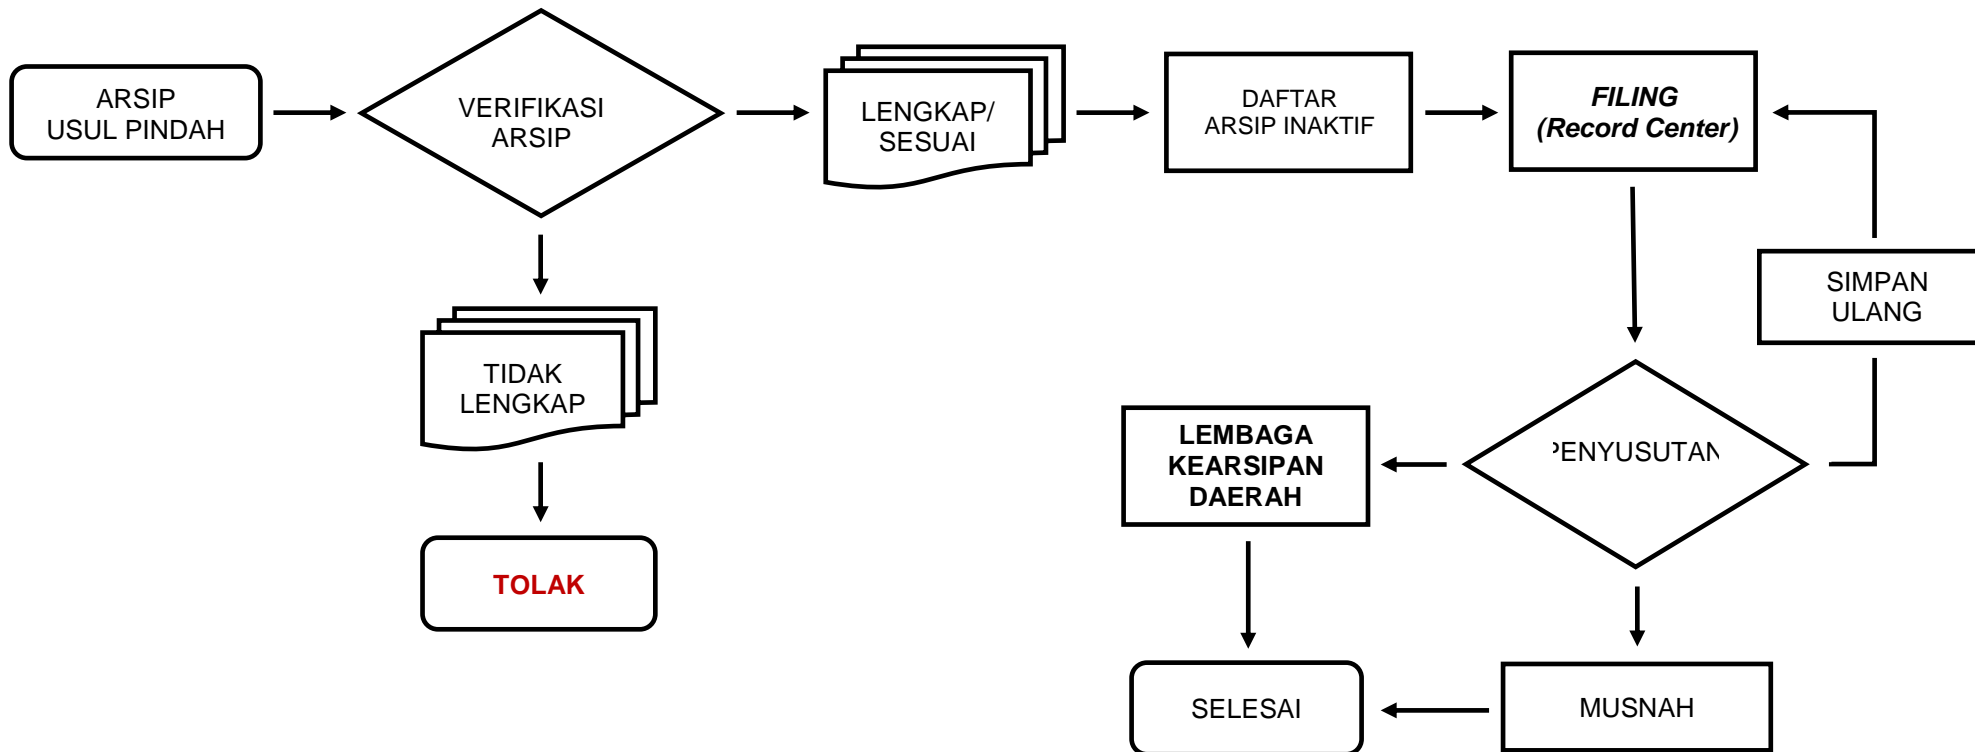 ARSIP
USUL PINDAH
VERIFIKASI
ARSIP
LENGKAP/
SESUAI
DAFTAR
ARSIP INAKTIF
FILING
(Record Center)
SIMPAN
ULANG
TIDAK
LENGKAP
LEMBAGA
KEARSIPAN
DAERAH
PENYUSUTAN
TOLAK
SELESAI
MUSNAH